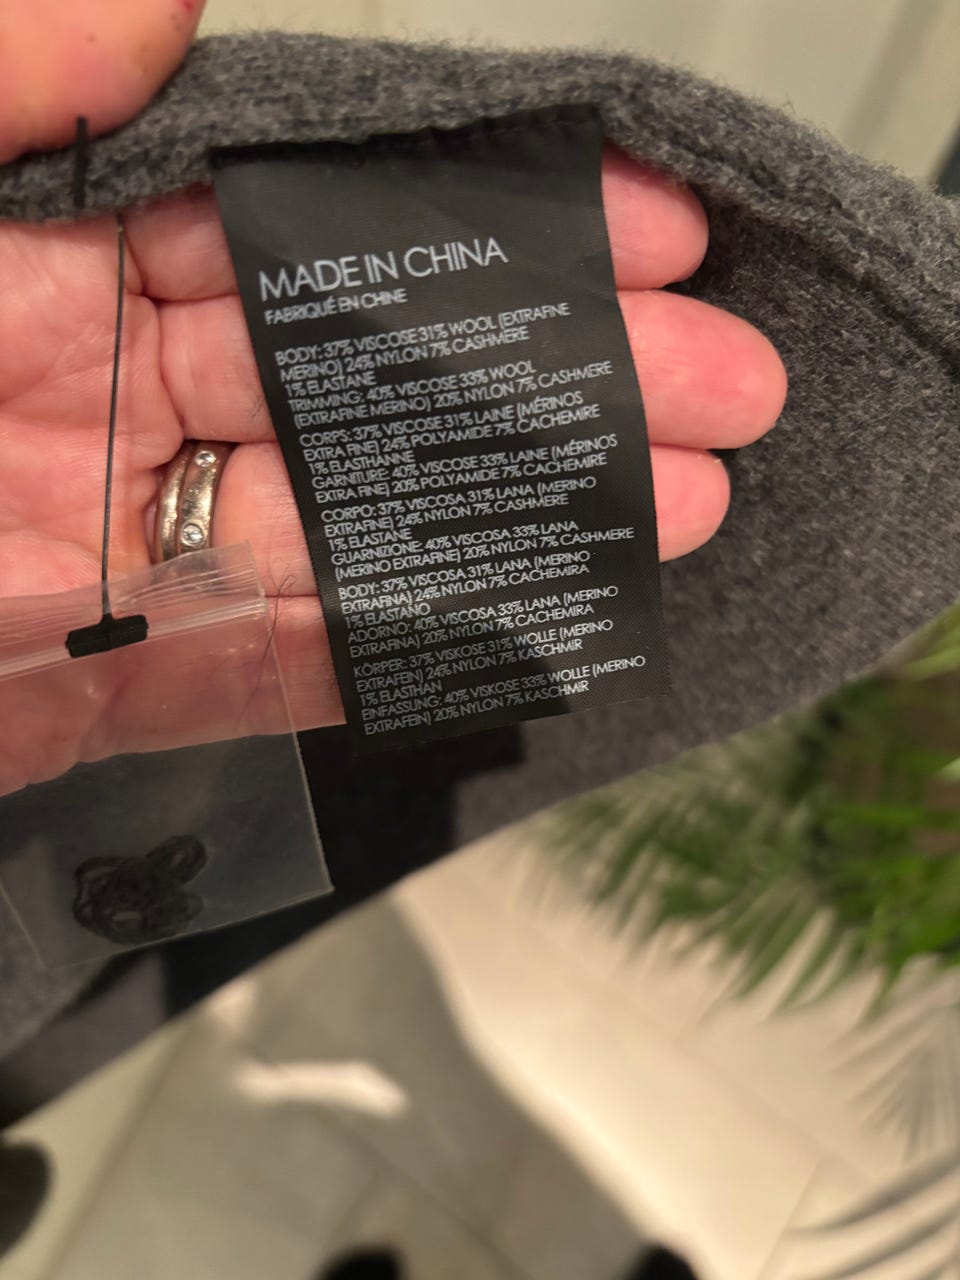 MADE IN CHINA
FABRIQUÉ EN CHINE
BODY: 37% VISCOSE 31% WOOL (EXTRAFINE
MERINO) 24% NYLON 7% CASHMERE
1% ELASTANE
TRIMMING: 40% VISCOSE 33% WOOL
(EXTRAFINE MERINO) 20% NYLON 7% CASHMERE
CORPS: 37% VISCOSE 31% LAINE (MÉRINOS
EXTRA FINE) 24% POLYAMIDE 7% CACHEMIRE
1% ELASTHANNE
GARNITURE: 40% VISCOSE 33% LAINE (MÉRINOS
EXTRA FINE) 20% POLYAMIDE 7% CACHEMIRE
CORPO: 37% VISCOSA 31% LANA (MERINO
EXTRAFINE) 24% NYLON 7% CASHMERE
1% ELASTANE
GUARNIZIONE: 40% VISCOSA 33% LANA
(MERINO EXTRAFINE) 20% NYLON 7% CASHMERE
BODY: 37% VISCOSA 31% LANA (MERINO
EXTRAFINA) 24% NYLON 7% CACHEMIRA
1% ELASTANO
ADORNO: 40% VISCOSA 33% LANA (MERINO
EXTRAFINA) 20% NYLON 7% CACHEMIRA
KÖRPER: 37% VISKOSE 31% WOLLE (MERINO
EXTRAFEIN) 24% NYLON 7% KASCHMIR
1% ELASTHAN
EINFASSUNG: 40% VISKOSE 33% WOLLE (MERINO
EXTRAFEIN) 20% NYLON 7% KASCHMIR